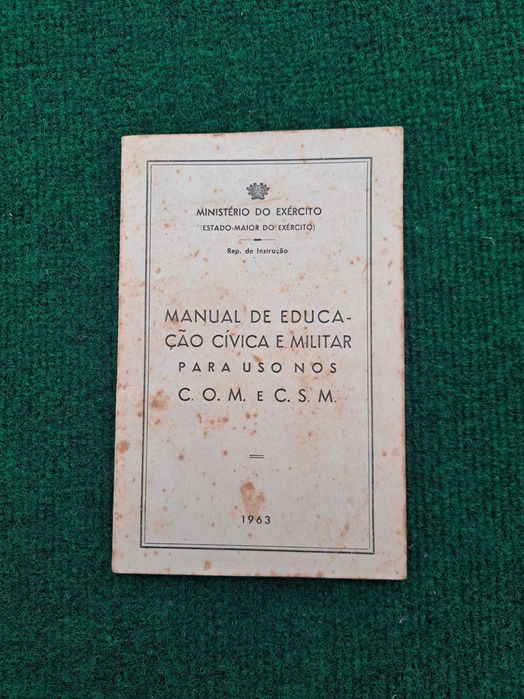 MINISTÉRIO DO EXÉRCITO
(ESTADO-MAIOR DO EXÉRCITO)
Rep. de Instrução
MANUAL DE EDUCA-
ÇÃO CÍVICA E MILITAR
PARA USO NOS
C. O. M. E C. S. M.
1963